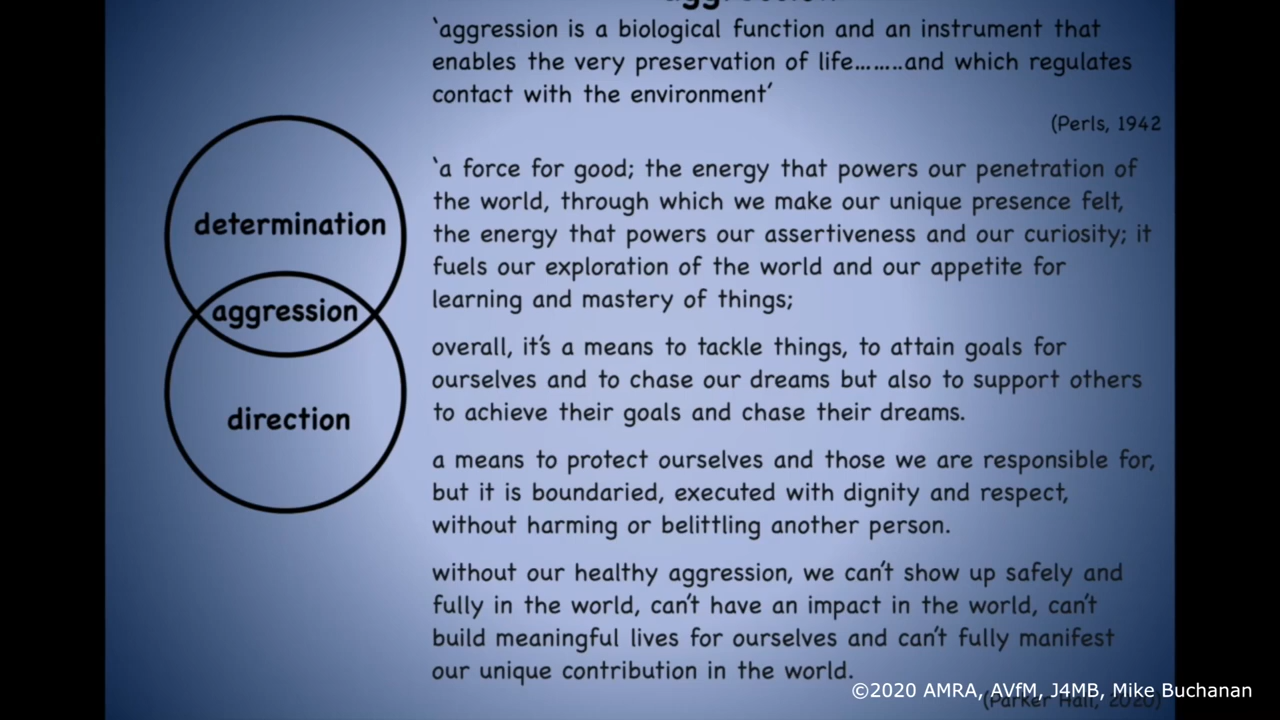 aggression
'aggression is a biological function and an instrument that
enables the very preservation of life........and which regulates
contact with the environment'
(Perls, 1942
'a force for good; the energy that powers our penetration of
the world, through which we make our unique presence felt,
the energy that powers our assertiveness and our curiosity; it
fuels our exploration of the world and our appetite for
learning and mastery of things;
overall, it's a means to tackle things, to attain goals for
ourselves and to chase our dreams but also to support others
to achieve their goals and chase their dreams.
a means to protect ourselves and those we are responsible for,
but it is boundaried, executed with dignity and respect,
without harming or belittling another person.
without our healthy aggression, we can't show up safely and
fully in the world, can't have an impact in the world, can't
build meaningful lives for ourselves and can't fully manifest
our unique contribution in the world.
(Parker Hall, 2020)
determination
aggression
direction
©2020 AMRA, AVfM, J4MB, Mike Buchanan